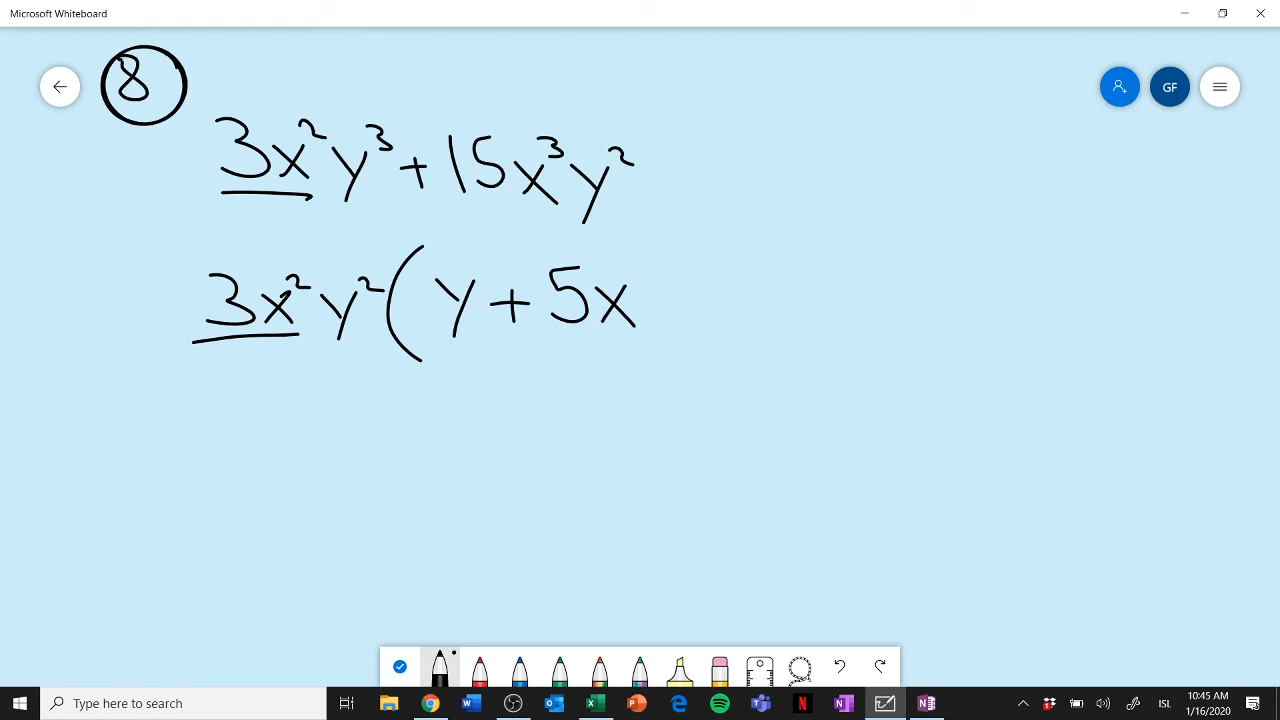 Microsoft Whiteboard
8
GF
3x²y³ + 15x³y²
3x²y²( y + 5x
Type here to search
ISL
10:45 AM
1/16/2020